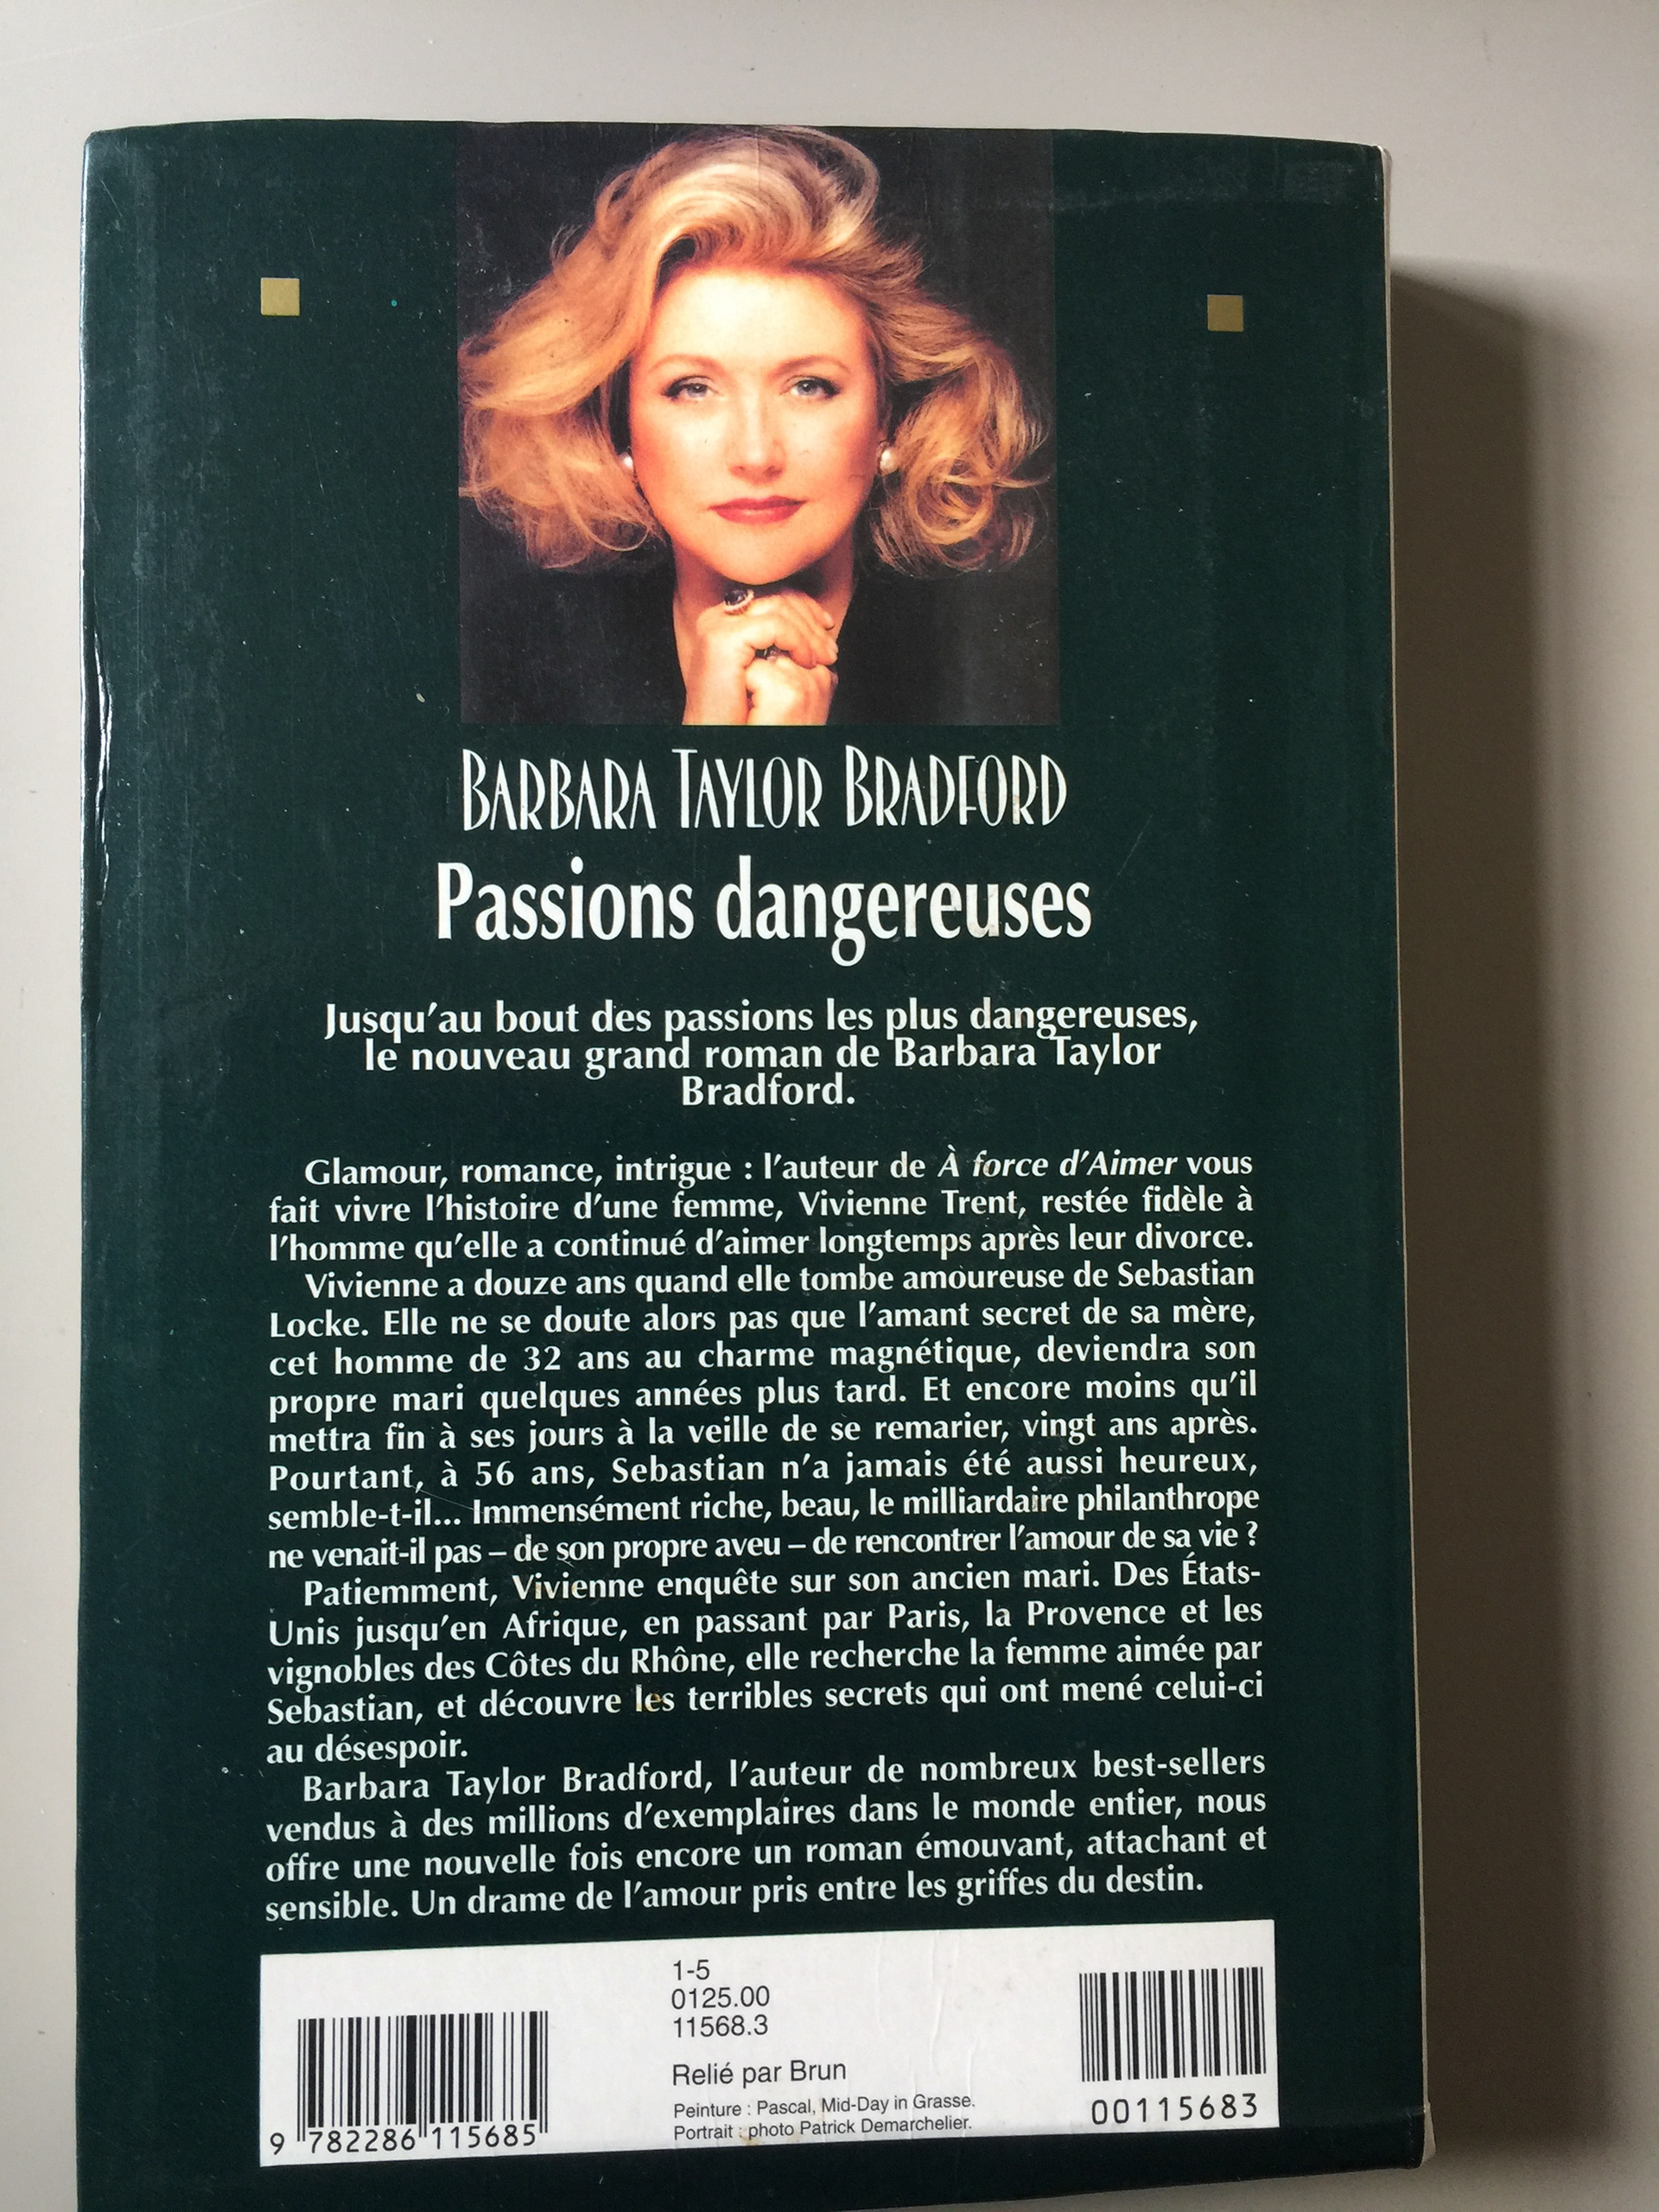 BARBARA TAYLOR BRADFORD
Passions dangereuses
Jusqu'au bout des passions les plus dangereuses,
le nouveau grand roman de Barbara Taylor
Bradford.
Glamour, romance, intrigue : l'auteur de À force d'Aimer vous
fait vivre l'histoire d'une femme, Vivienne Trent, restée fidèle à
l'homme qu'elle a continué d'aimer longtemps après leur divorce.
Vivienne a douze ans quand elle tombe amoureuse de Sebastian
Locke. Elle ne se doute alors pas que l'amant secret de sa mère,
cet homme de 32 ans au charme magnétique, deviendra son
propre mari quelques années plus tard. Et encore moins qu'il
mettra fin à ses jours à la veille de se remarier, vingt ans après.
Pourtant, à 56 ans, Sebastian n'a jamais été aussi heureux,
semble-t-il... Immensément riche, beau, le milliardaire philanthrope
ne venait-il pas – de son propre aveu – de rencontrer l'amour de sa vie ?
Patiemment, Vivienne enquête sur son ancien mari. Des États-
Unis jusqu'en Afrique, en passant par Paris, la Provence et les
vignobles des Côtes du Rhône, elle recherche la femme aimée par
Sebastian, et découvre les terribles secrets qui ont mené celui-ci
au désespoir.
Barbara Taylor Bradford, l'auteur de nombreux best-sellers
vendus à des millions d'exemplaires dans le monde entier, nous
offre une nouvelle fois encore un roman émouvant, attachant et
sensible. Un drame de l'amour pris entre les griffes du destin.
1-5
0125.00
11568.3
Relié par Brun
Peinture : Pascal, Mid-Day in Grasse.
Portrait : photo Patrick Demarchelier.
9 782286 115685
00115683